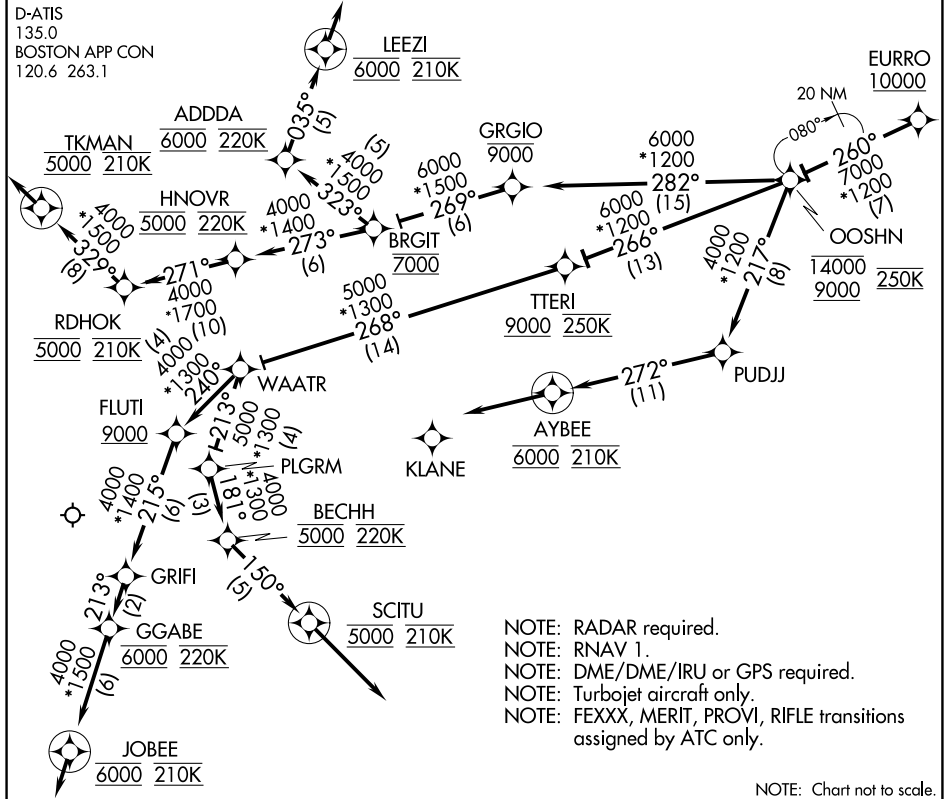 D-ATIS
135.0
BOSTON APP CON
120.6 263.1
LEEZI
6000 210K
EURRO
10000
20 NM
080°
260°
7000
*1200
(7)
ADDDA
6000 220K
035°
(5)
TKMAN
5000 210K
GRGIO
9000
6000
*1200
282°
(15)
(5)
4000
*1500
323°
6000
*1500
269°
(6)
HNOVR
5000 220K
4000
*1400
273°
(6)
BRGIT
7000
4000
*1500
329°
(8)
271°
4000
*1700
(10)
RDHOK
5000 210K
6000
*1200
266°
(13)
OOSHN
14000
9000
250K
4000
*1200
217°
(8)
TTERI
9000 250K
5000
*1300
268°
(14)
(4)
4000
*1300
240°
WAATR
PUDJJ
272°
(11)
AYBEE
6000 210K
KLANE
FLUTI
9000
213°
5000
*1300
(4)
PLGRM
4000
*1300
181°
(3)
4000
*1400
215°
(6)
BECHH
5000 220K
150°
(5)
GRIFI
213°
(2)
GGABE
6000 220K
SCITU
5000 210K
4000
*1500
(6)
JOBEE
6000 210K
NOTE: RADAR required.
NOTE: RNAV 1.
NOTE: DME/DME/IRU or GPS required.
NOTE: Turbojet aircraft only.
NOTE: FEXXX, MERIT, PROVI, RIFLE transitions
assigned by ATC only.
NOTE: Chart not to scale.